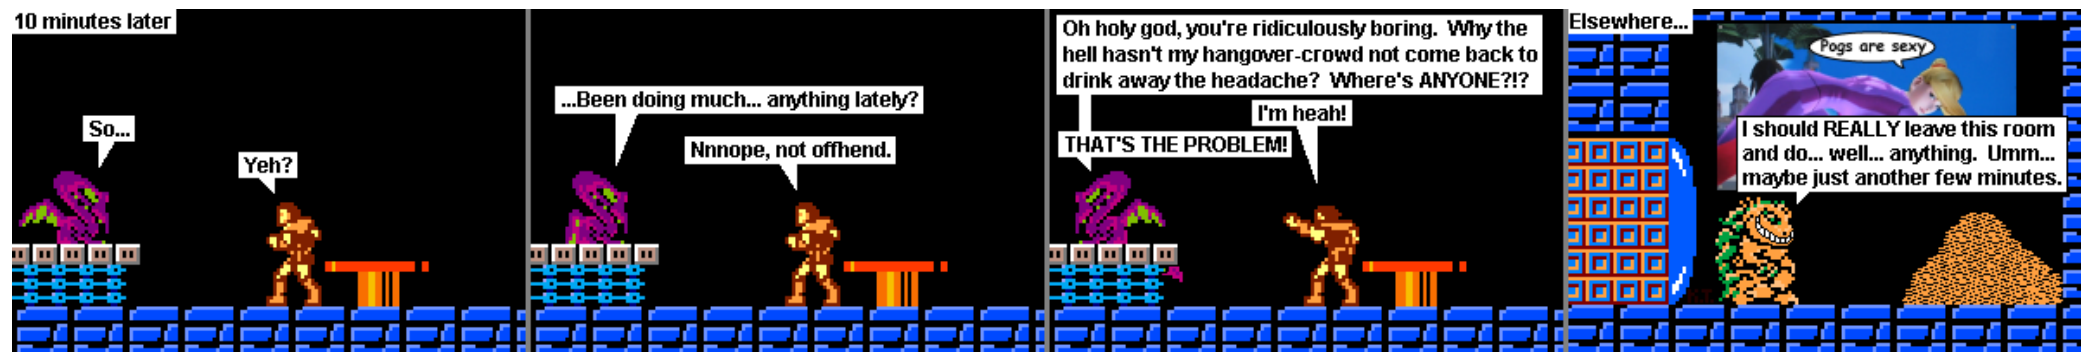 10 minutes later
So...
Yeh?
...Been doing much... anything lately?
Nnnope, not offhend.
Oh holy god, you're ridiculously boring. Why the
hell hasn't my hangover-crowd not come back to
drink away the headache? Where's ANYONE?!?
I'm heah!
THAT'S THE PROBLEM!
Elsewhere...
Pogs are sexy
I should REALLY leave this room
and do... well... anything. Umm...
maybe just another few minutes.